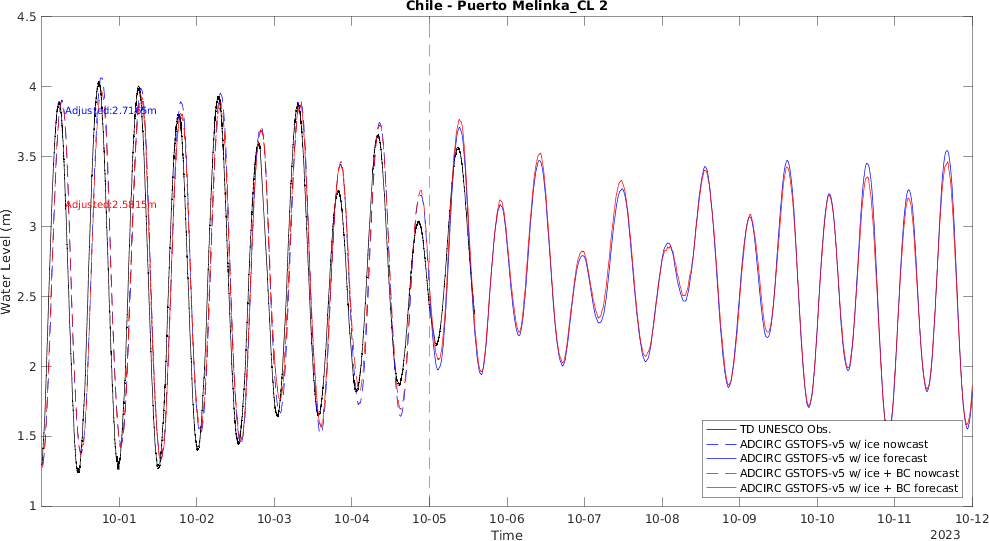 Chile - Puerto Melinka_CL 2
4.5
4
3.5
3
2.5
2
1.5
1
Water Level (m)
Adjusted:2.5815m
10-01
10-02
10-03
10-04
10-05
10-06
10-07
10-08
10-09
10-10
10-11
10-12
Time
2023
TD UNESCO Obs.
ADCIRC GSTOFS-v5 w/ ice nowcast
ADCIRC GSTOFS-v5 w/ ice forecast
ADCIRC GSTOFS-v5 w/ ice + BC nowcast
ADCIRC GSTOFS-v5 w/ ice + BC forecast